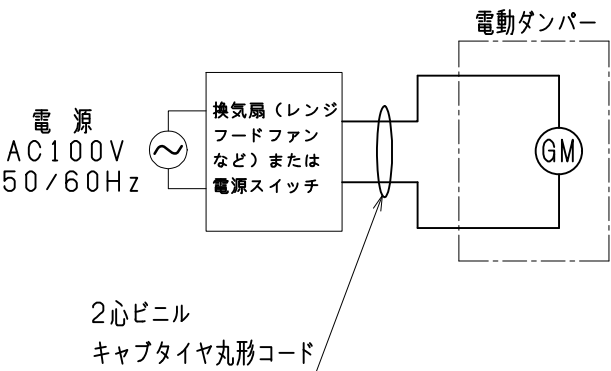 電動ダンパー
電 源
AC100V
50/60Hz
換気扇(レンジ
フードファン
など)または
電源スイッチ
GM
2心ビニル
キャブタイヤ丸形コード